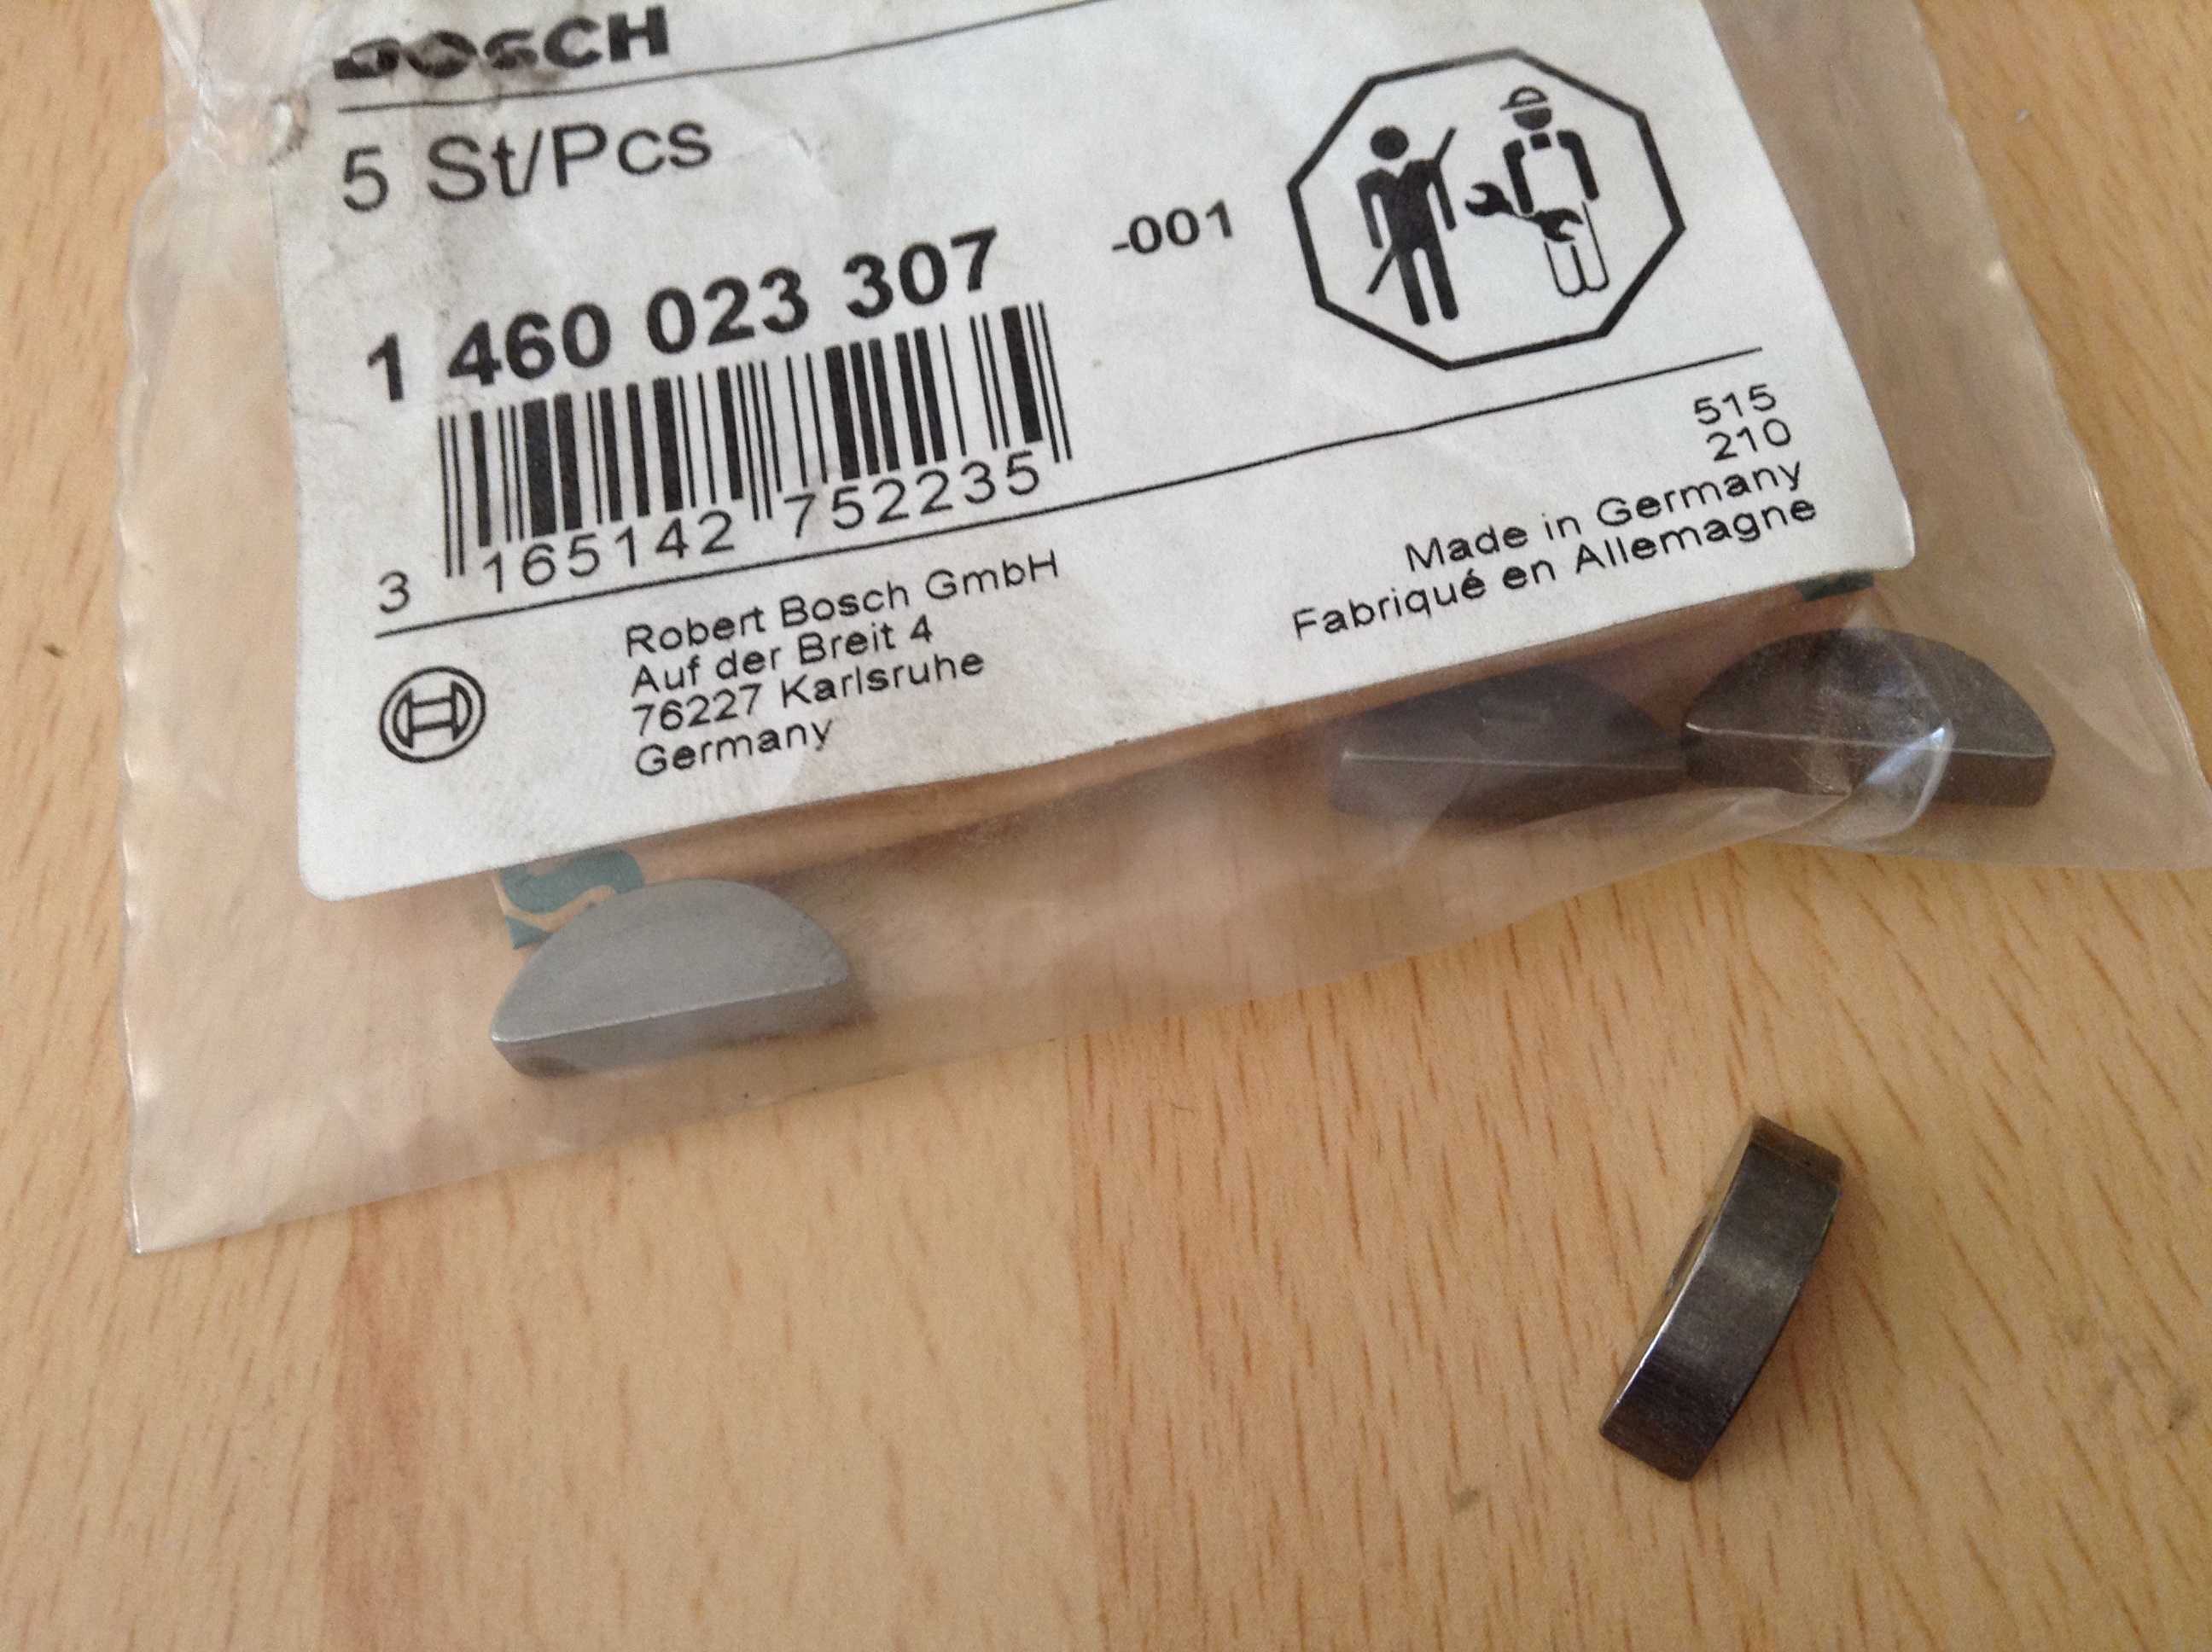 BOSCH
5 St/Pcs
1 460 023 307 -001
3 165142 752235
515
210
Made in Germany
Fabriqué en Allemagne
Robert Bosch GmbH
Auf der Breit 4
76227 Karlsruhe
Germany